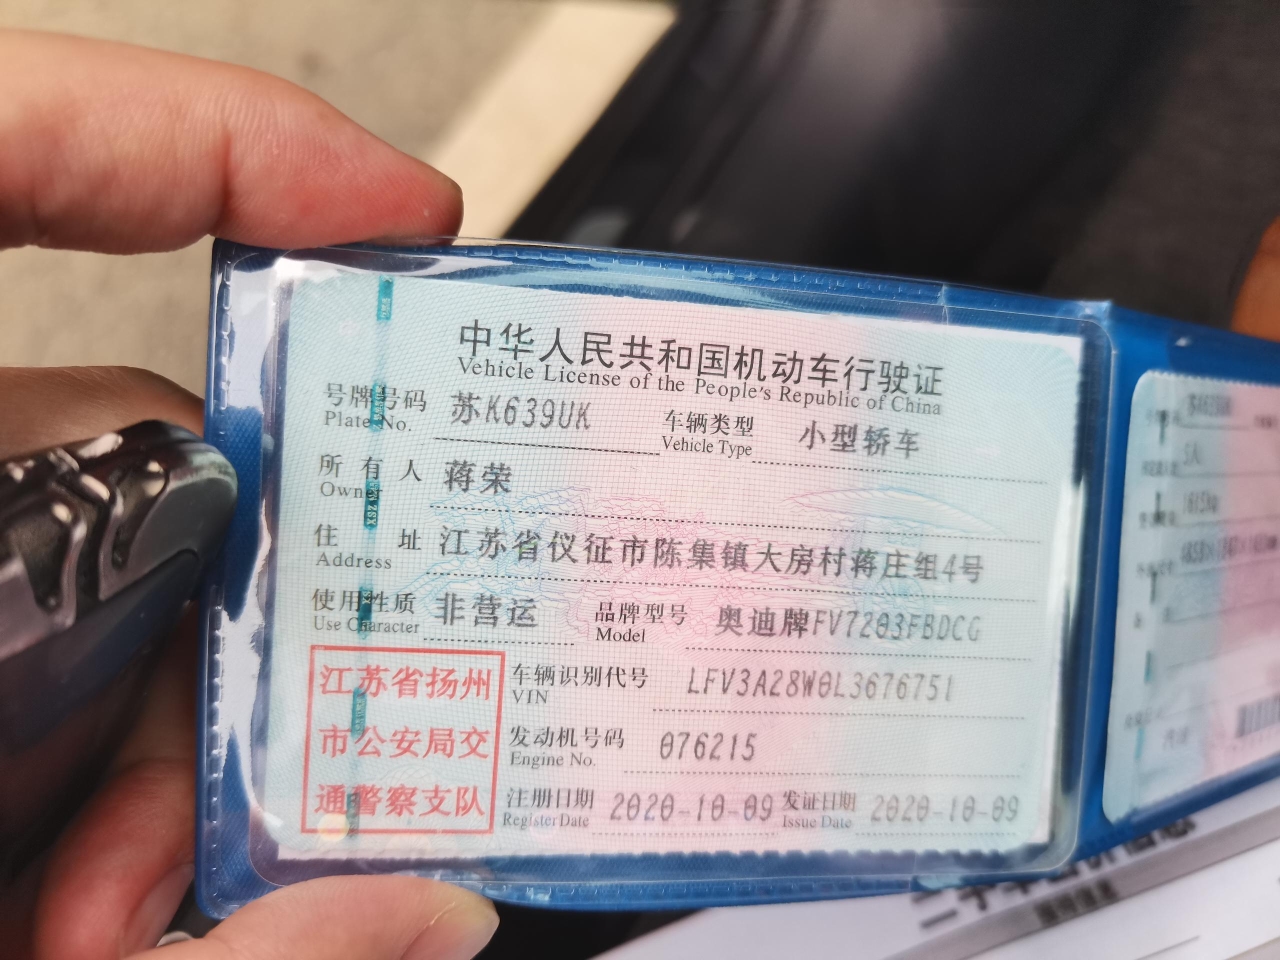 中华人民共和国机动车行驶证
Vehicle License of the People's Republic of China
号牌号码 苏K639UK 车辆类型 小型轿车
Plate No. Vehicle Type
所有人 蒋荣
Owner
住址 江苏省仪征市陈集镇大房村蒋庄组4号
Address
使用性质 非营运 品牌型号 奥迪牌FV7203FBDCG
Use Character Model
江苏省扬州
市公安局交
通警察支队
车辆识别代号 LFV3A28W0L3676751
VIN
发动机号码 076215
Engine No.
注册日期 2020-10-09 发证日期 2020-10-09
Register Date Issue Date